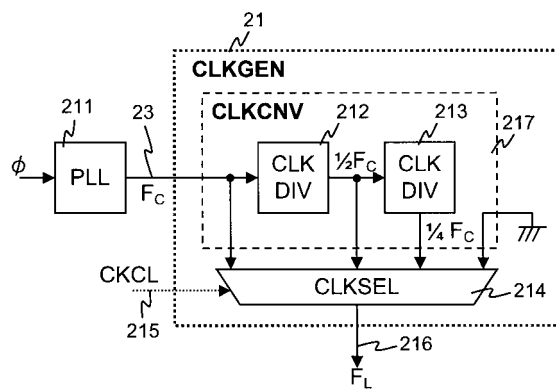 21
CLKGEN
CLKCNV
212
213
217
211
23
ϕ
PLL
F_C
CLK
DIV
½F_C
CLK
DIV
¼ F_C
CKCL
215
CLKSEL
214
216
F_L